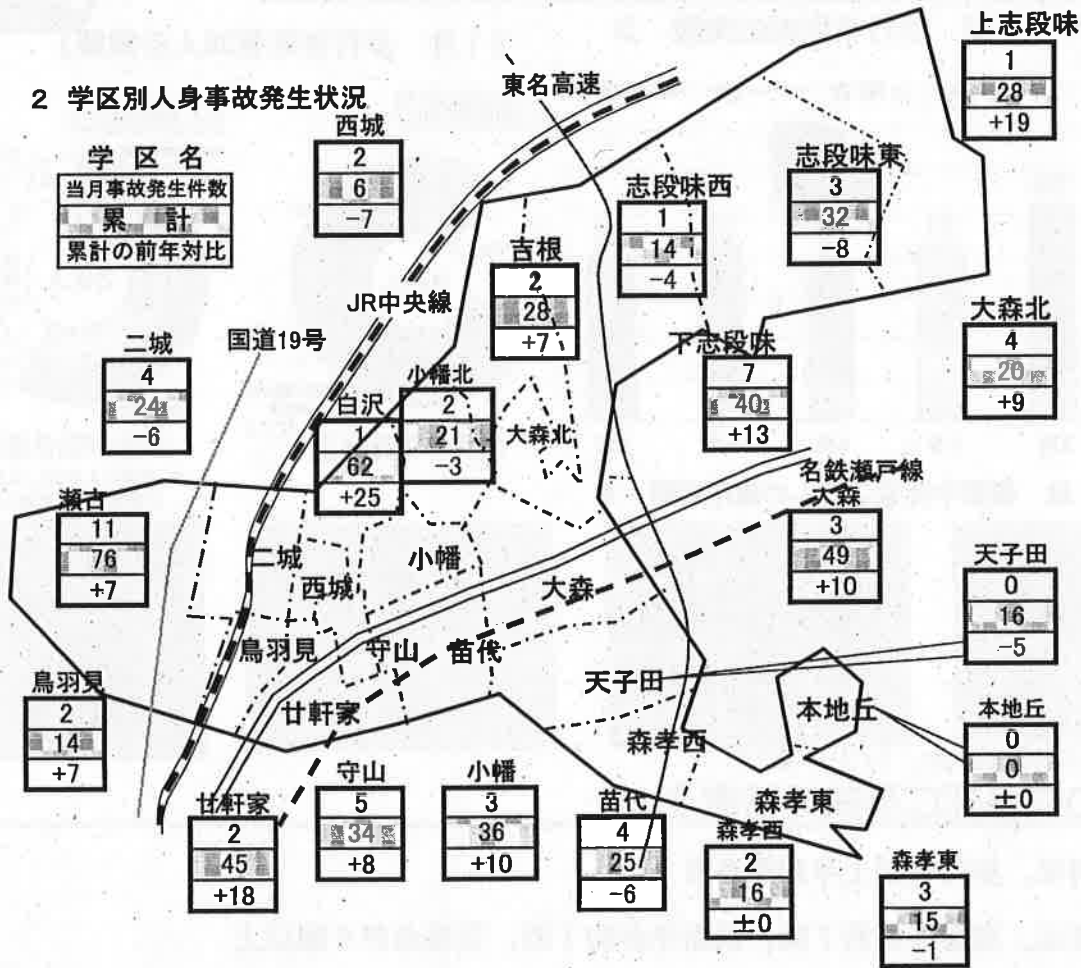 2 学区別人身事故発生状況
学区名
当月事故発生件数
累計
累計の前年対比
東名高速
上志段味
1
28
+19
西城
2
6
-7
志段味東
3
32
-8
志段味西
1
14
-4
吉根
2
28
+7
JR中央線
国道19号
二城
4
24
-6
大森北
4
20
+9
下志段味
7
40
+13
小幡北
2
21
-3
白沢
1
62
+25
大森北
名鉄瀬戸線
大森
3
49
+10
瀬古
11
76
+7
二城
西城
小幡
大森
天子田
0
16
-5
鳥羽見
守山
苗代
天子田
鳥羽見
2
14
+7
廿軒家
森孝西
本地丘
本地丘
0
0
±0
森孝東
廿軒家
2
45
+18
守山
5
34
+8
小幡
3
36
+10
苗代
4
25
-6
森孝西
2
16
±0
森孝東
3
15
-1